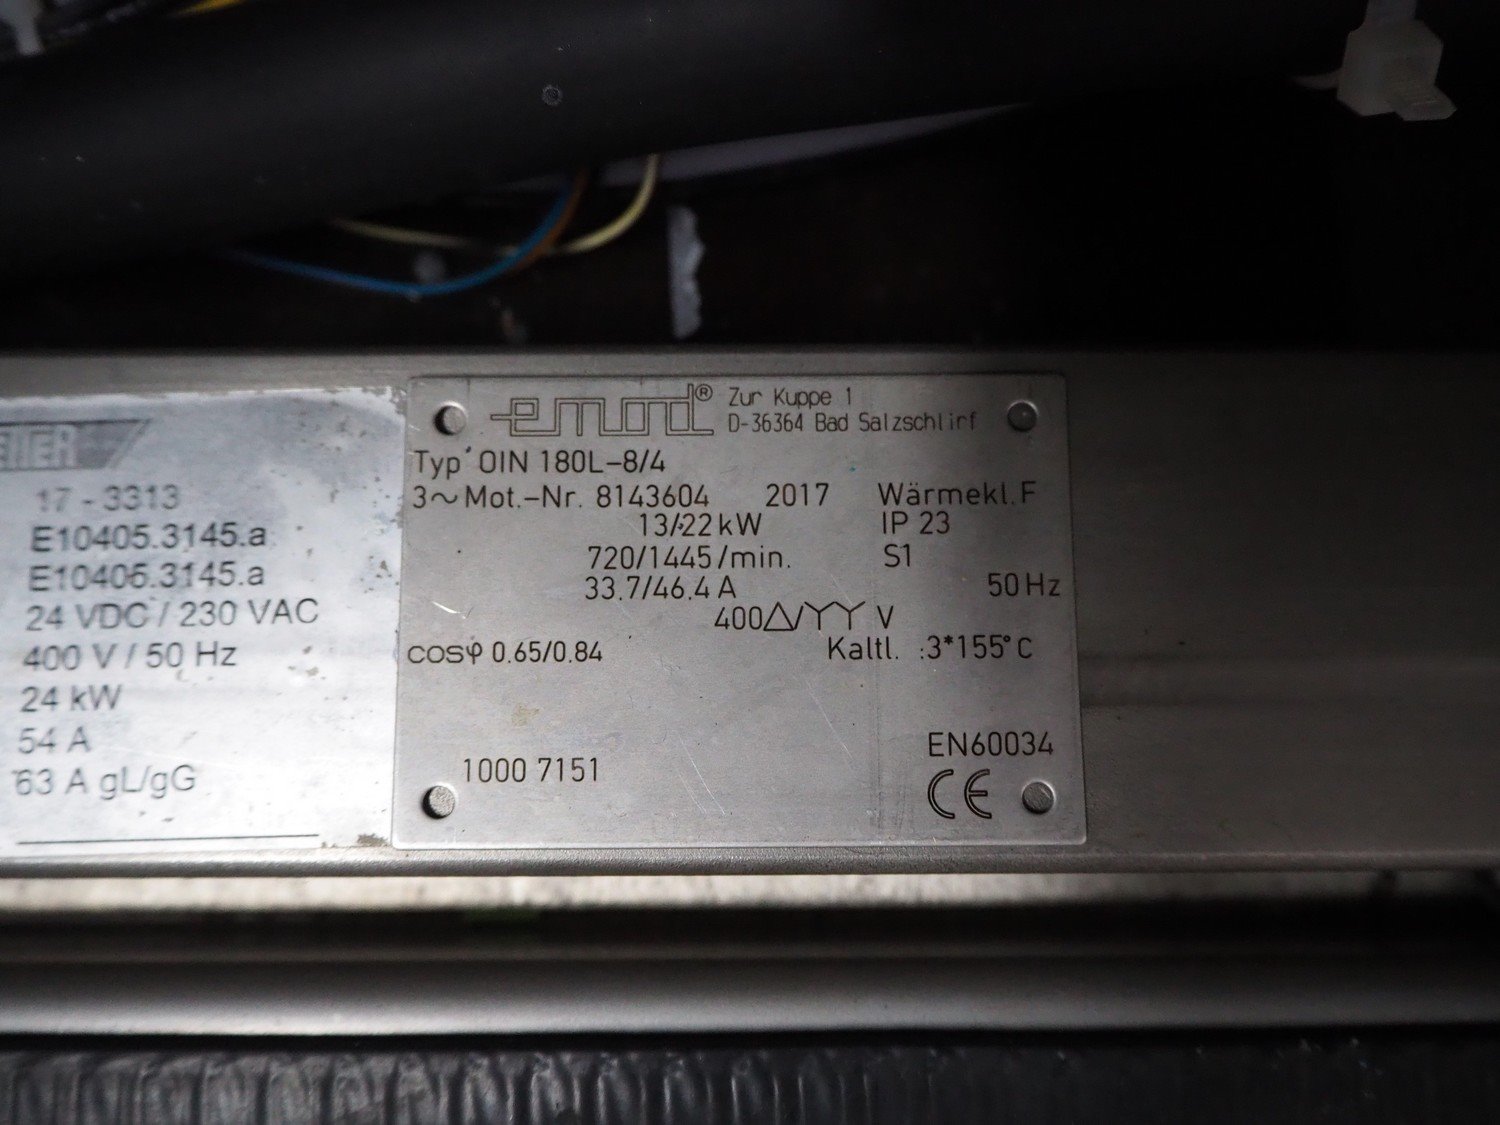 17 - 3313
E10405.3145.a
E10405.3145.a
24 VDC / 230 VAC
400 V / 50 Hz
24 kW
54 A
63 A gL/gG
emod® Zur Kuppe 1
D-36364 Bad Salzschlirf
Typ OIN 180L-8/4
3~Mot.-Nr. 8143604 2017 Wärmekl. F
13/22 kW IP 23
720/1445/min. S1
33.7/46.4 A 50 Hz
400△/YY V
cosφ 0.65/0.84 Kaltl. :3*155°C
1000 7151 EN60034
CE